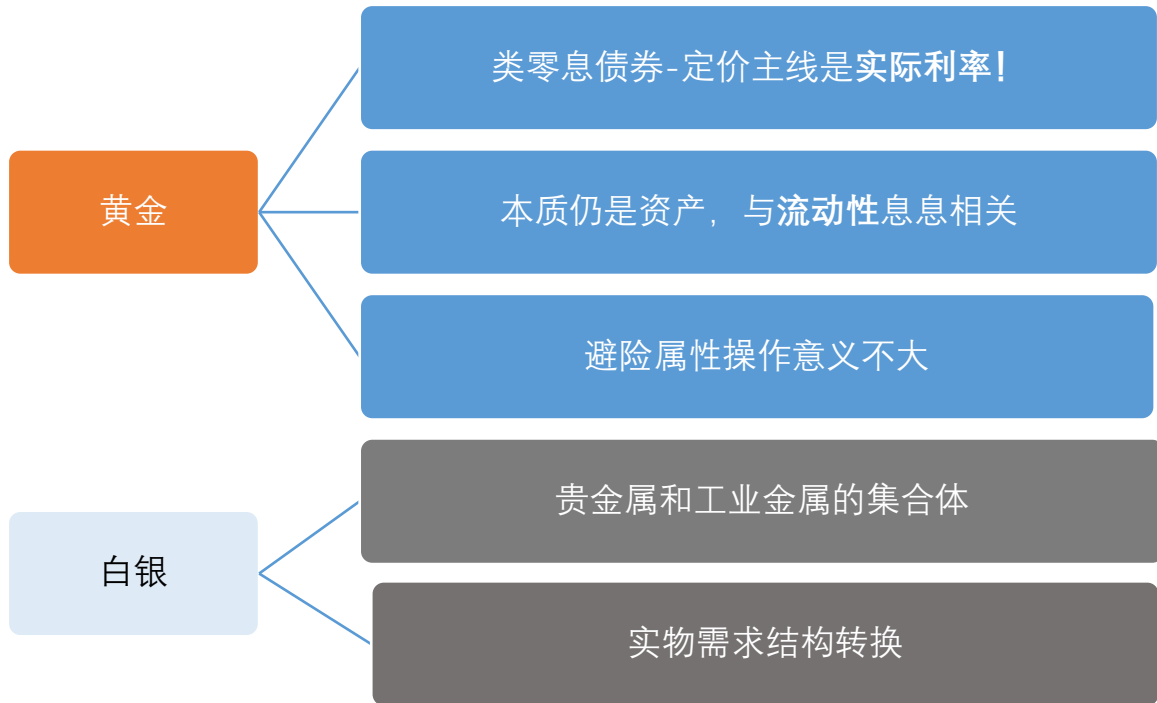 黄金
类零息债券-定价主线是实际利率！
本质仍是资产，与流动性息息相关
避险属性操作意义不大
白银
贵金属和工业金属的集合体
实物需求结构转换